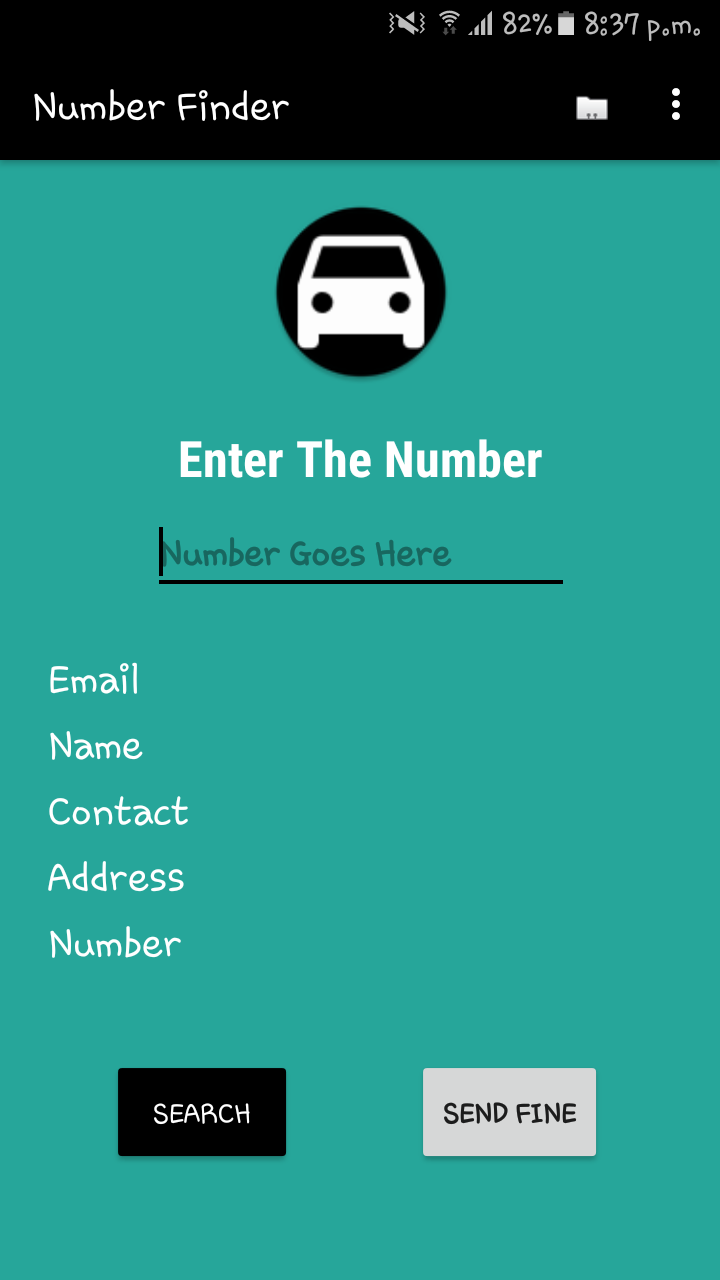 82% 8:37 p.m.
Number Finder
Enter The Number
Number Goes Here
Email
Name
Contact
Address
Number
SEARCH SEND FINE